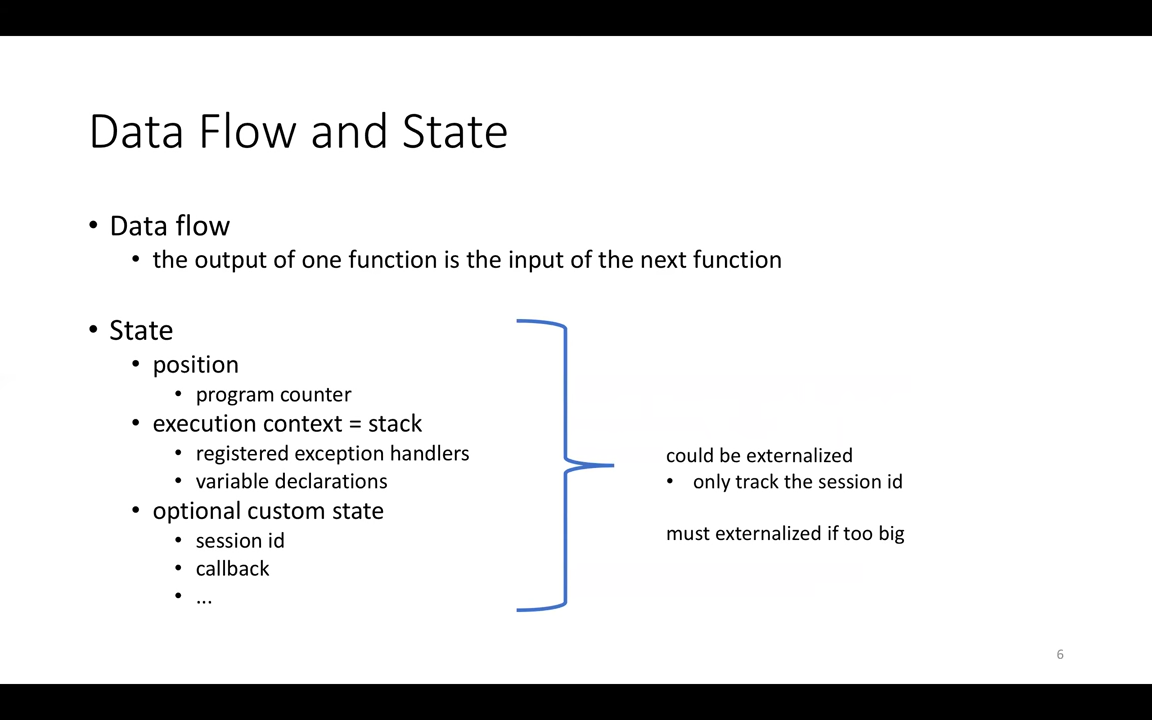 Data Flow and State
• Data flow
• the output of one function is the input of the next function
• State
• position
• program counter
• execution context = stack
• registered exception handlers
• variable declarations
• optional custom state
• session id
• callback
• ...
could be externalized
• only track the session id
must externalized if too big
6